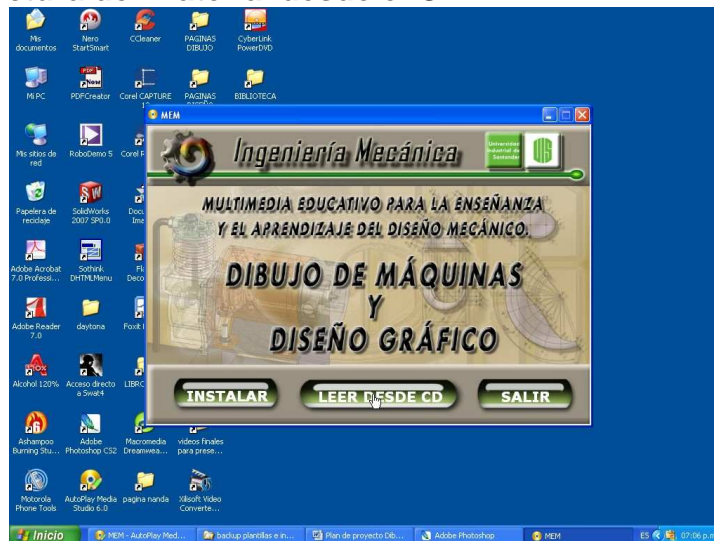 Mis documentos
Nero StartSmart
CCleaner
PAGINAS DIBUJO
CyberLink PowerDVD
Mi PC
PDFCreator
Corel CAPTURE
PAGINAS
BIBLIOTECA
Mis sitios de red
RoboDemo 5
Corel
Papelera de reciclaje
SolidWorks 2007 SP0.0
Adobe Acrobat 7.0 Professi...
Sothink DHTMLMenu
Adobe Reader 7.0
daytona
Foxit
Alcohol 120%
Acceso directo a Swat4
Ashampoo Burning Stu...
Adobe Photoshop CS2
Macromedia Dreamwea...
videos finales para prese...
Motorola Phone Tools
AutoPlay Media Studio 6.0
pagina nanda
Xilisoft Video Converte...
MEM
Ingeniería Mecánica
Universidad
Industrial de
Santander
UIS
MULTIMEDIA EDUCATIVO PARA LA ENSEÑANZA
Y EL APRENDIZAJE DEL DISEÑO MECÁNICO.
DIBUJO DE MÁQUINAS
Y
DISEÑO GRÁFICO
INSTALAR
LEER DESDE CD
SALIR
Inicio
MEM - AutoPlay Med...
backup plantillas e in...
Plan de proyecto Dib...
Adobe Photoshop
MEM
ES
07:06 p.m.